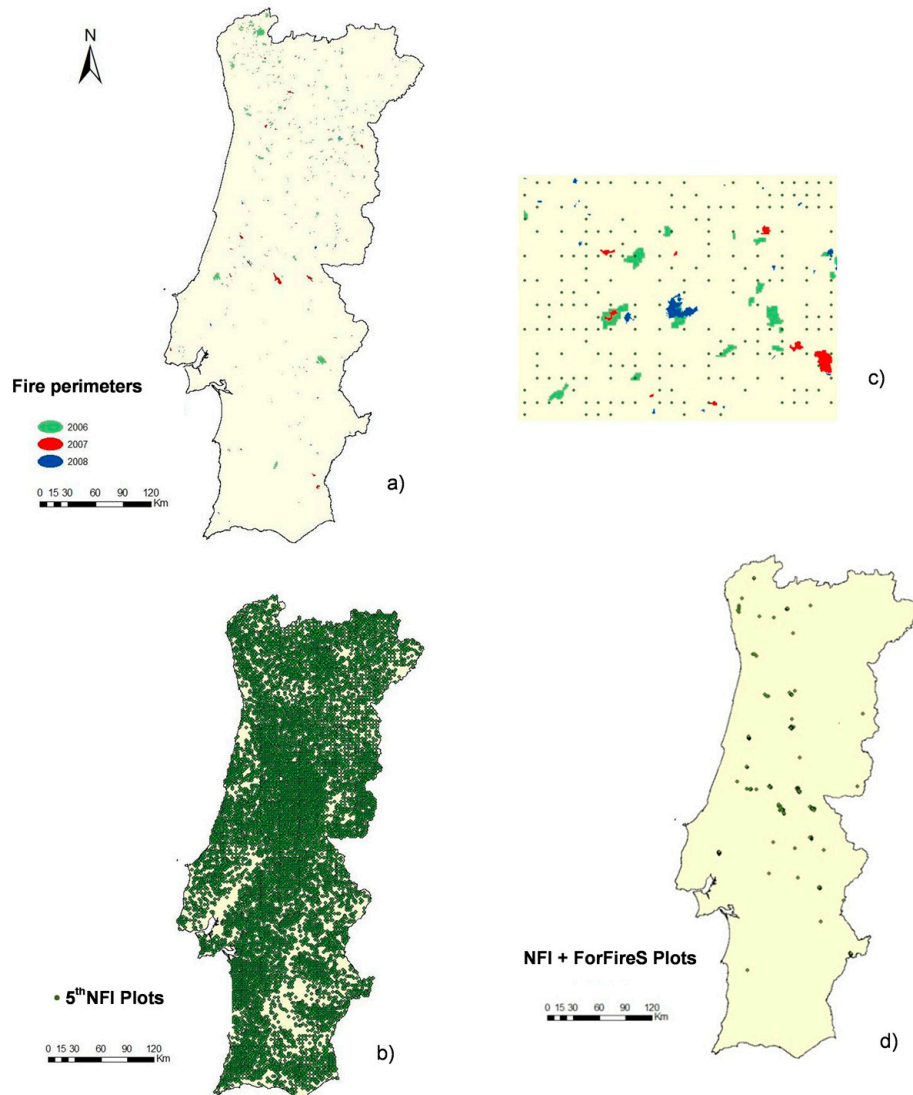 N
Fire perimeters
2006
2007
2008
0 15 30 60 90 120
Km
a)
c)
5thNFI Plots
0 15 30 60 90 120
Km
b)
NFI + ForFireS Plots
0 15 30 60 90 120
Km
d)